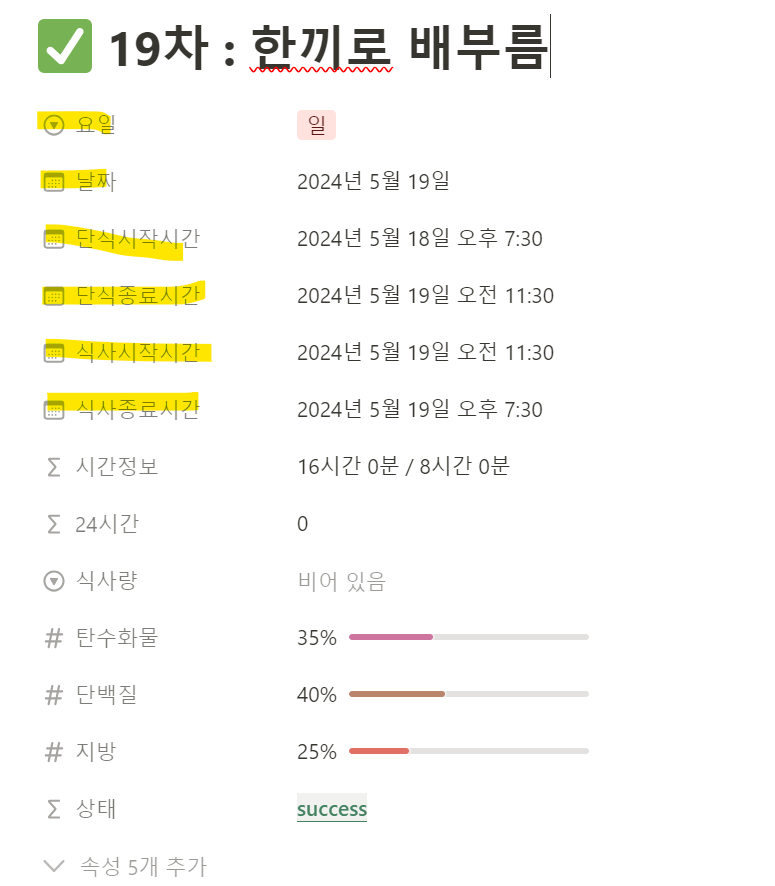 19차 : 한끼로 배부름
요일 일
날짜 2024년 5월 19일
단식시작시간 2024년 5월 18일 오후 7:30
단식종료시간 2024년 5월 19일 오전 11:30
식사시작시간 2024년 5월 19일 오전 11:30
식사종료시간 2024년 5월 19일 오후 7:30
시간정보 16시간 0분 / 8시간 0분
24시간 0
식사량 비어 있음
탄수화물 35%
단백질 40%
지방 25%
상태 success
속성 5개 추가